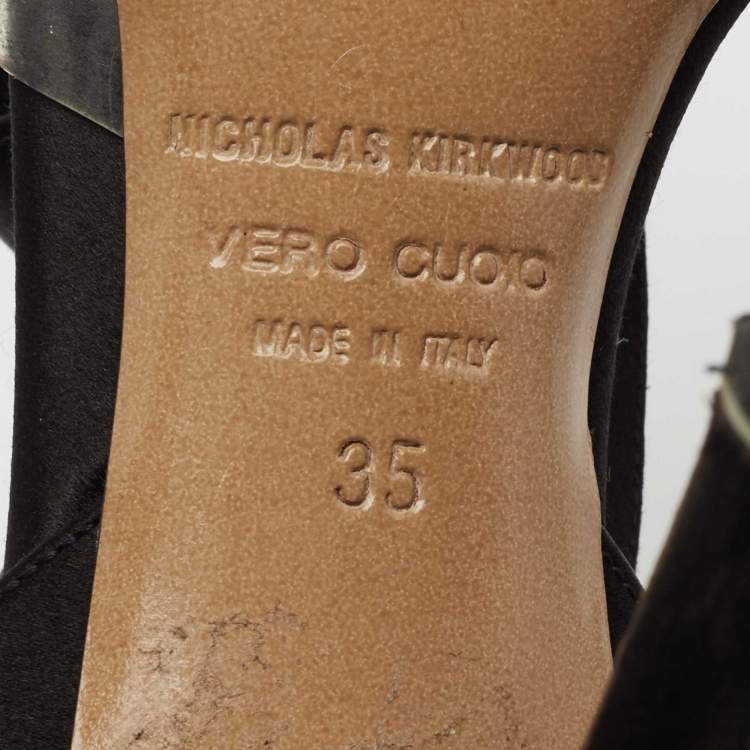 NICHOLAS KIRKWOOD
VERO CUOIO
MADE IN ITALY
35